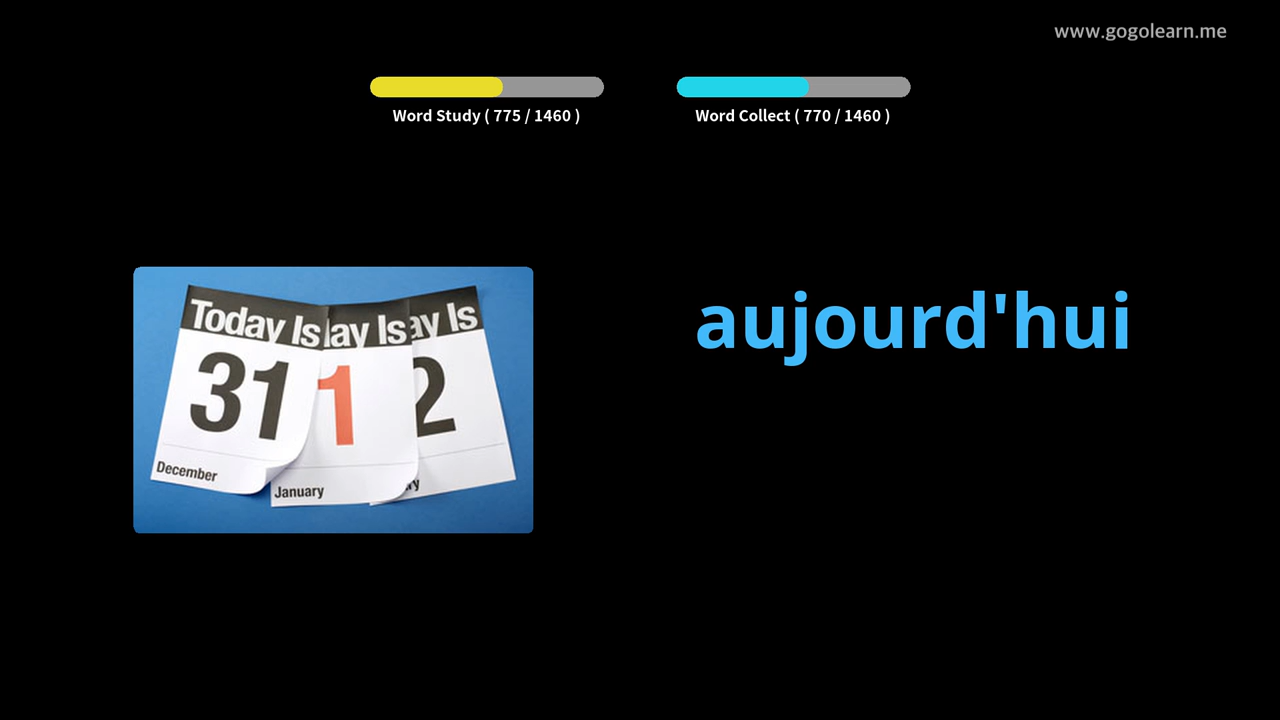 www.gogolearn.me
Word Study ( 775 / 1460 )
Word Collect ( 770 / 1460 )
Today Is
31
December
ay Is
1
January
ay Is
2
ry
aujourd'hui